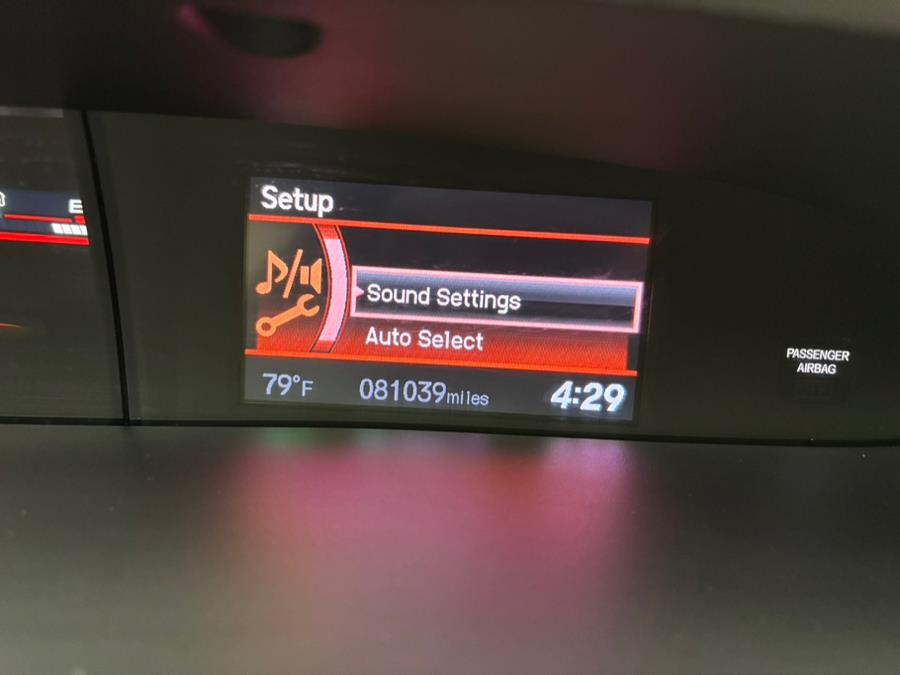 Setup
E
Sound Settings
Auto Select
79°F 081039miles 4:29
PASSENGER
AIRBAG